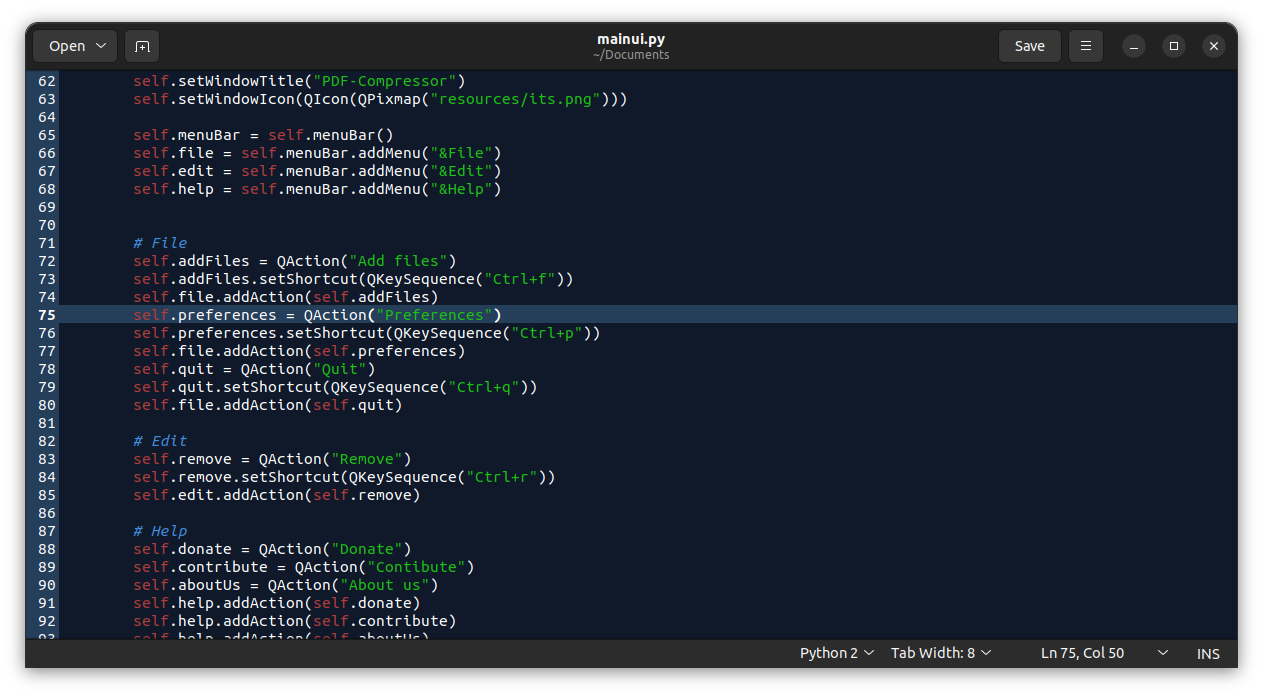 Open
mainui.py
~/Documents
Save
62 self.setWindowTitle("PDF-Compressor")
63 self.setWindowIcon(QIcon(QPixmap("resources/its.png")))
64
65 self.menuBar = self.menuBar()
66 self.file = self.menuBar.addMenu("&File")
67 self.edit = self.menuBar.addMenu("&Edit")
68 self.help = self.menuBar.addMenu("&Help")
69
70
71 # File
72 self.addFiles = QAction("Add files")
73 self.addFiles.setShortcut(QKeySequence("Ctrl+f"))
74 self.file.addAction(self.addFiles)
75 self.preferences = QAction("Preferences")
76 self.preferences.setShortcut(QKeySequence("Ctrl+p"))
77 self.file.addAction(self.preferences)
78 self.quit = QAction("Quit")
79 self.quit.setShortcut(QKeySequence("Ctrl+q"))
80 self.file.addAction(self.quit)
81
82 # Edit
83 self.remove = QAction("Remove")
84 self.remove.setShortcut(QKeySequence("Ctrl+r"))
85 self.edit.addAction(self.remove)
86
87 # Help
88 self.donate = QAction("Donate")
89 self.contribute = QAction("Contibute")
90 self.aboutUs = QAction("About us")
91 self.help.addAction(self.donate)
92 self.help.addAction(self.contribute)
93 self.help.addAction(self.aboutUs)
Python 2 Tab Width: 8 Ln 75, Col 50 INS